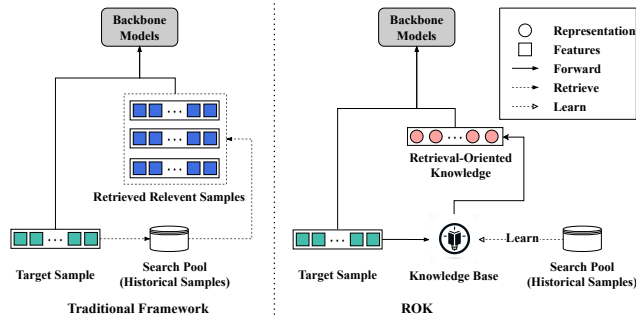 Backbone
Models
Retrieved Relevent Samples
Target Sample
Search Pool
(Historical Samples)
Traditional Framework
Backbone
Models
Retrieval-Oriented
Knowledge
Target Sample
Knowledge Base
Learn
Search Pool
(Historical Samples)
ROK
Representation
Features
Forward
Retrieve
Learn